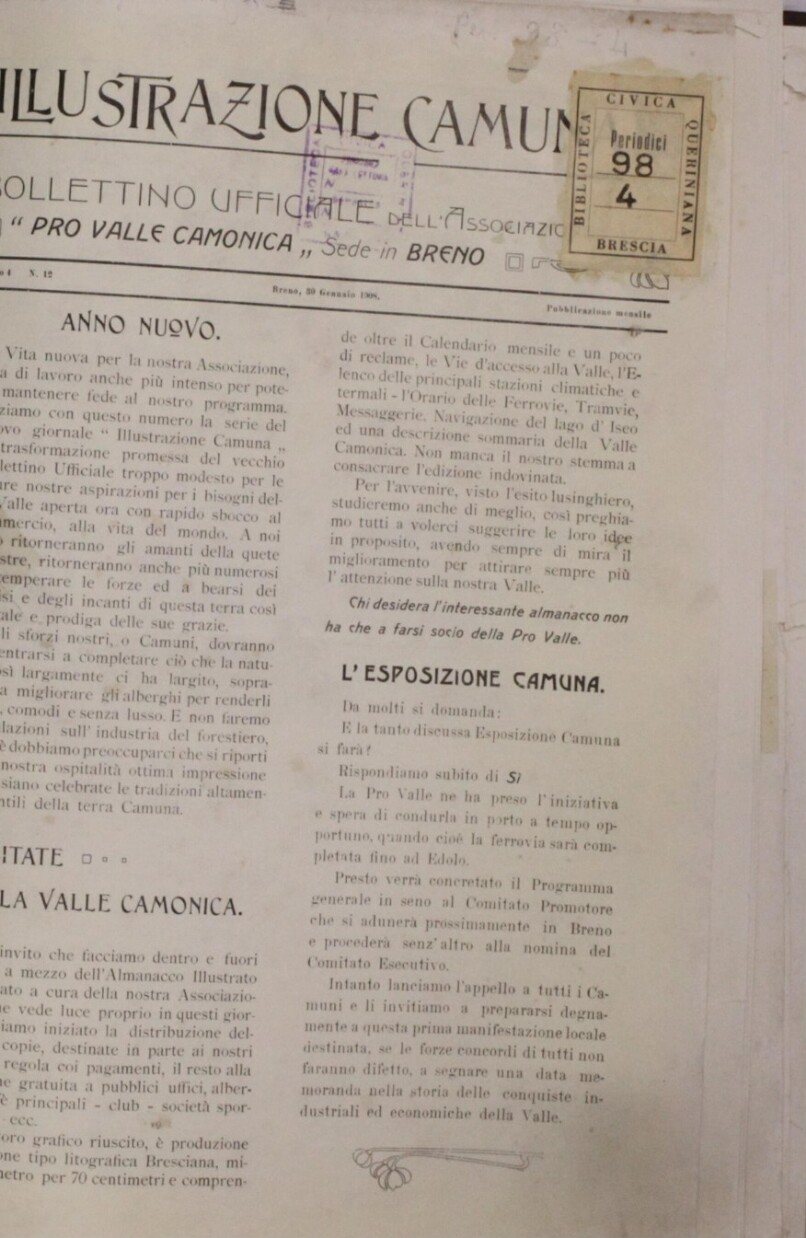 ILLUSTRAZIONE CAMUN
BOLLETTINO UFFICIALE DELL'ASSOCIAZIO
" PRO VALLE CAMONICA „ Sede in BRENO
CIVICA
BIBLIOTECA
QUERINIANA
Periodici
98
4
BRESCIA
N. 12
Breno, 30 Gennaio 1908.
Pubblicazione mensile
ANNO NUOVO.
Vita nuova per la nostra Associazione,
a di lavoro anche più intenso per pote-
mantenere fede al nostro programma.
ziamo con questo numero la serie del
ovo giornale " Illustrazione Camuna „
trasformazione promessa del vecchio
lettino Ufficiale troppo modesto per le
re nostre aspirazioni per i bisogni del-
alle aperta ora con rapido sbocco al
mercio, alla vita del mondo. A noi
ritorneranno gli amanti della quete
stre, ritorneranno anche più numerosi
emperare le forze ed a bearsi dei
si e degli incanti di questa terra così
ale e prodiga delle sue grazie.
li sforzi nostri, o Camuni, dovranno
entrarsi a completare ciò che la natu-
sì largamente ci ha largito, sopra-
a migliorare gli alberghi per renderli
, comodi e senza lusso. E non faremo
lazioni sull'industria del forestiero,
è dobbiamo preoccuparci che si riporti
nostra ospitalità ottima impressione
siano celebrate le tradizioni altamen-
ntili della terra Camuna.
ITATE
LA VALLE CAMONICA.
invito che facciamo dentro e fuori
a mezzo dell'Almanacco Illustrato
ato a cura della nostra Associazio-
e vede luce proprio in questi gior-
iamo iniziato la distribuzione del-
copie, destinate in parte ai nostri
regola coi pagamenti, il resto alla
e gratuita a pubblici uffici, alber-
è principali - club - società spor-
ecc.
oro grafico riuscito, è produzione
one tipo litografica Bresciana, mi-
etro per 70 centimetri e compren-
de oltre il Calendario mensile e un poco
di reclame, le Vie d'accesso alla Valle, l'E-
lenco delle principali stazioni climatiche e
termali - l'Orario delle Ferrovie, Tramvie,
Messaggerie, Navigazione del lago d' Iseo
ed una descrizione sommaria della Valle
Camonica. Non manca il nostro stemma a
consacrare l'edizione indovinata.
Per l'avvenire, visto l'esito lusinghiero,
studieremo anche di meglio, così preghia-
mo tutti a volerci suggerire le loro idee
in proposito, avendo sempre di mira il
miglioramento per attirare sempre più
l' attenzione sulla nostra Valle.
Chi desidera l'interessante almanacco non
ha che a farsi socio della Pro Valle.
L' ESPOSIZIONE CAMUNA.
Da molti si domanda:
E la tanto discussa Esposizione Camuna
si farà?
Rispondiamo subito di Sì
La Pro Valle ne ha preso l'iniziativa
e spera di condurla in porto a tempo op-
portuno, quando cioè la ferrovia sarà com-
pletata fino ad Edolo.
Presto verrà concretato il Programma
generale in seno al Comitato Promotore
che si adunerà prossimamente in Breno
e procederà senz'altro alla nomina del
Comitato Esecutivo.
Intanto lanciamo l'appello a tutti i Ca-
muni e li invitiamo a prepararsi degna-
mente a questa prima manifestazione locale
destinata, se le forze concordi di tutti non
faranno difetto, a segnare una data me-
moranda nella storia delle conquiste in-
dustriali ed economiche della Valle.